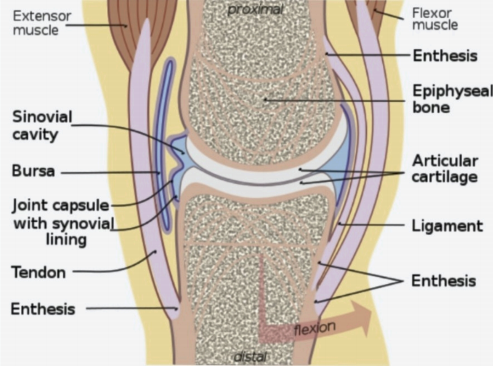 proximal
Extensor
muscle
Flexor
muscle
Enthesis
Epiphyseal
bone
Sinovial
cavity
Articular
cartilage
Bursa
Joint capsule
with synovial
lining
Ligament
Tendon
Enthesis
Enthesis
flexion
distal